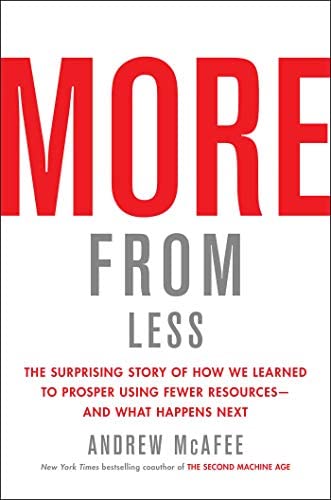 MORE
FROM
LESS
THE SURPRISING STORY OF HOW WE LEARNED
TO PROSPER USING FEWER RESOURCES—
AND WHAT HAPPENS NEXT
ANDREW McAFEE
New York Times bestselling coauthor of THE SECOND MACHINE AGE